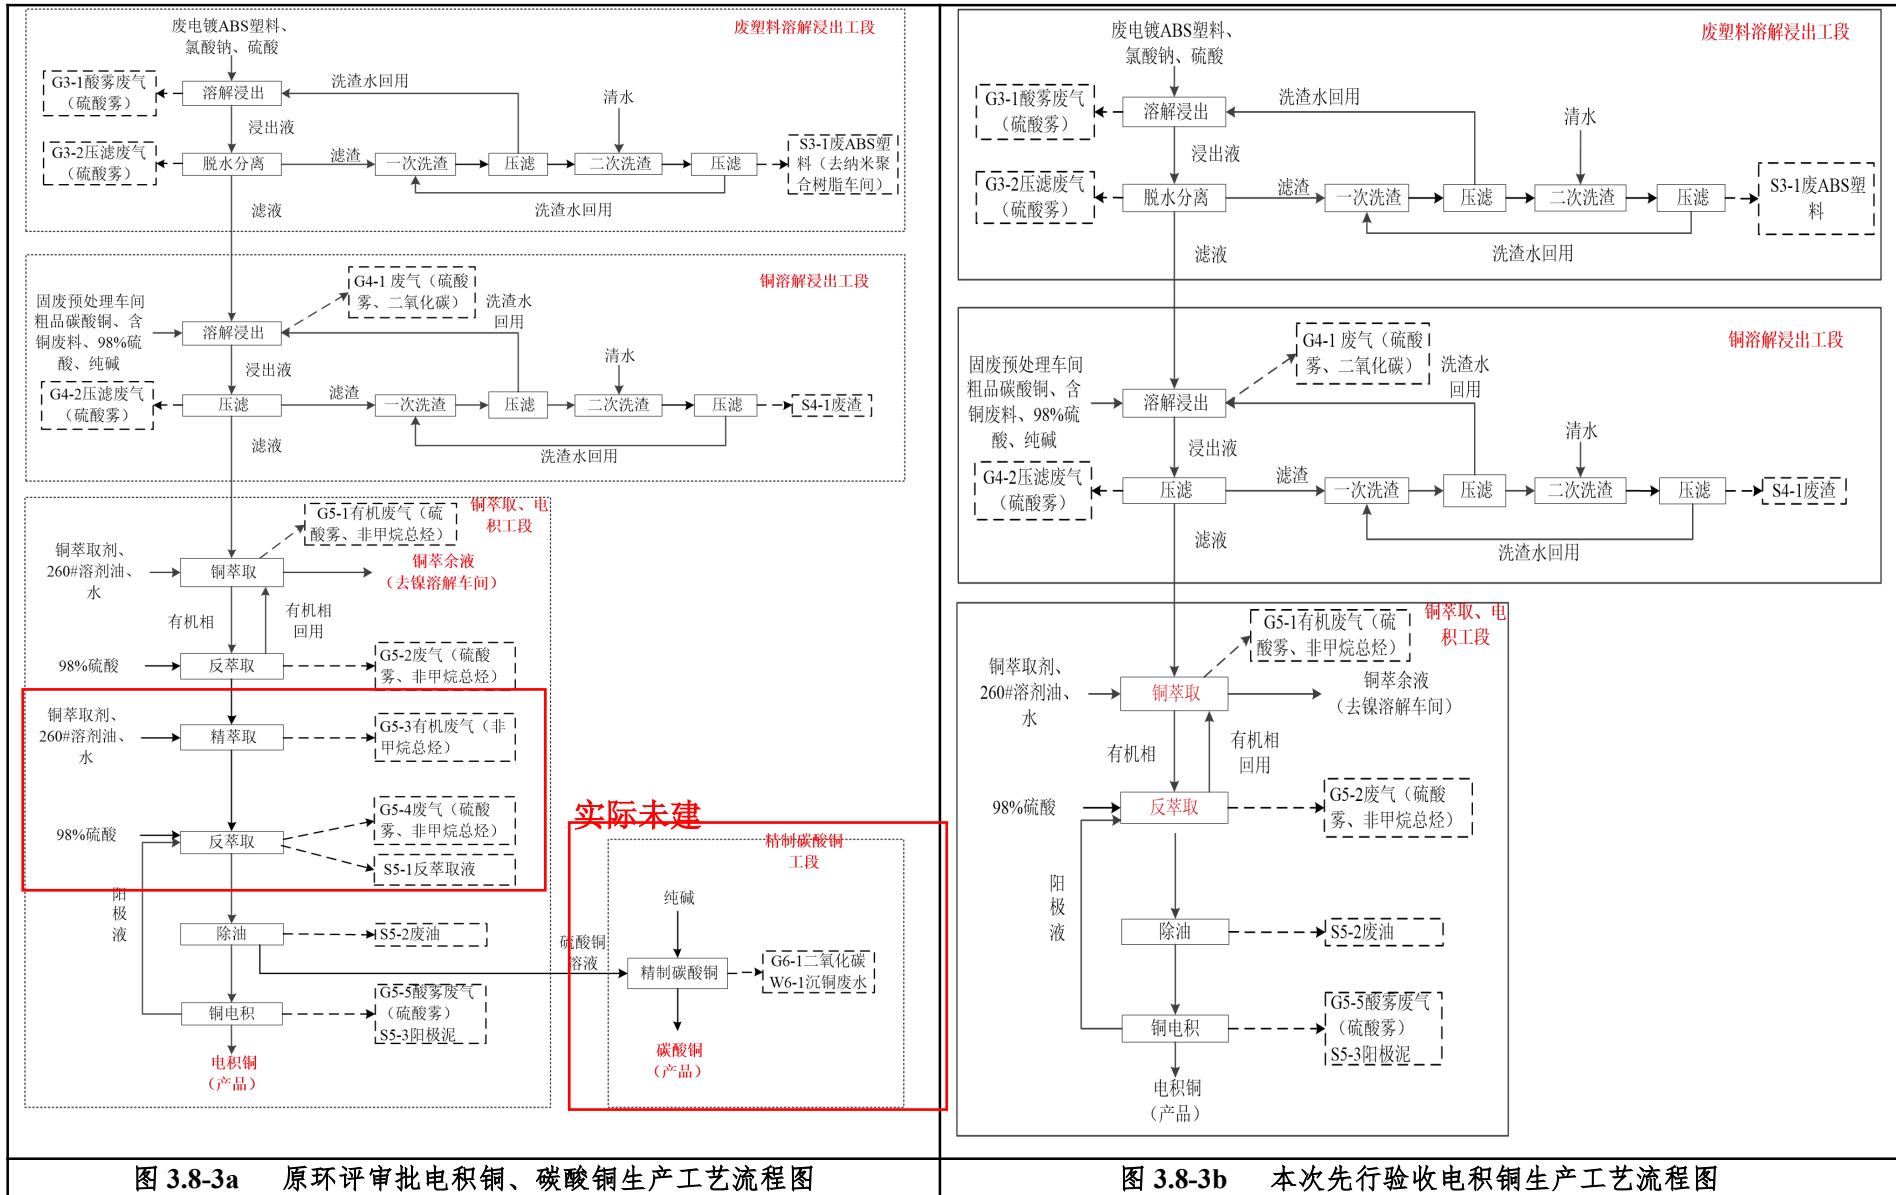 废塑料溶解浸出工段
废电镀ABS塑料、
氯酸钠、硫酸
G3-1酸雾废气
（硫酸雾）
溶解浸出
洗渣水回用
清水
浸出液
G3-2压滤废气
（硫酸雾）
脱水分离
滤渣
一次洗渣
压滤
二次洗渣
压滤
S3-1废ABS塑
料（去纳米聚
合树脂车间）
洗渣水回用
滤液
铜溶解浸出工段
G4-1 废气（硫酸
雾、二氧化碳）
洗渣水
回用
固废预处理车间
粗品碳酸铜、含
铜废料、98%硫
酸、纯碱
溶解浸出
清水
浸出液
G4-2压滤废气
（硫酸雾）
压滤
滤渣
一次洗渣
压滤
二次洗渣
压滤
S4-1废渣
洗渣水回用
滤液
铜萃取、电
积工段
G5-1有机废气（硫
酸雾、非甲烷总烃）
铜萃取剂、
260#溶剂油、
水
铜萃取
铜萃余液
（去镍溶解车间）
有机相
有机相
回用
98%硫酸
反萃取
G5-2废气（硫酸
雾、非甲烷总烃）
铜萃取剂、
260#溶剂油、
水
精萃取
G5-3有机废气（非
甲烷总烃）
98%硫酸
反萃取
G5-4废气（硫酸
雾、非甲烷总烃）
S5-1反萃取液
阳
极
液
除油
S5-2废油
硫酸铜
溶液
铜电积
G5-5酸雾废气
（硫酸雾）
S5-3阳极泥
电积铜
（产品）
实际未建
精制碳酸铜
工段
纯碱
精制碳酸铜
G6-1二氧化碳
W6-1沉铜废水
碳酸铜
（产品）
图 3.8-3a 原环评审批电积铜、碳酸铜生产工艺流程图
废塑料溶解浸出工段
废电镀ABS塑料、
氯酸钠、硫酸
G3-1酸雾废气
（硫酸雾）
溶解浸出
洗渣水回用
清水
浸出液
G3-2压滤废气
（硫酸雾）
脱水分离
滤渣
一次洗渣
压滤
二次洗渣
压滤
S3-1废ABS塑
料
洗渣水回用
滤液
铜溶解浸出工段
G4-1 废气（硫酸
雾、二氧化碳）
洗渣水
回用
固废预处理车间
粗品碳酸铜、含
铜废料、98%硫
酸、纯碱
溶解浸出
清水
浸出液
G4-2压滤废气
（硫酸雾）
压滤
滤渣
一次洗渣
压滤
二次洗渣
压滤
S4-1废渣
洗渣水回用
滤液
铜萃取、电
积工段
G5-1有机废气（硫
酸雾、非甲烷总烃）
铜萃取剂、
260#溶剂油、
水
铜萃取
铜萃余液
（去镍溶解车间）
有机相
有机相
回用
98%硫酸
反萃取
G5-2废气（硫酸
雾、非甲烷总烃）
阳
极
液
除油
S5-2废油
铜电积
G5-5酸雾废气
（硫酸雾）
S5-3阳极泥
电积铜
（产品）
图 3.8-3b 本次先行验收电积铜生产工艺流程图